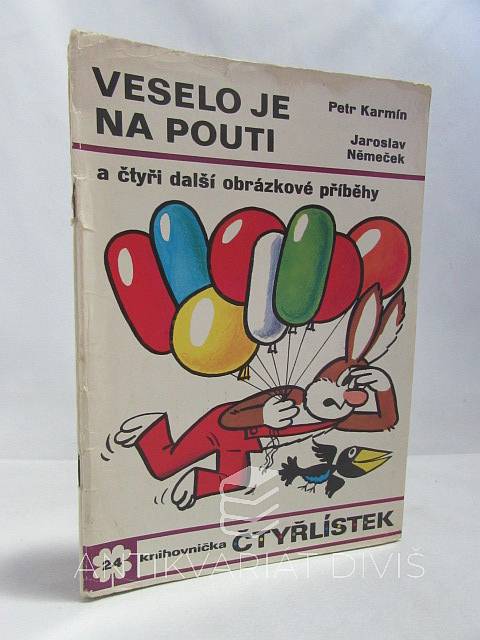 VESELO JE
NA POUTI
Petr Karmín
Jaroslav
Němeček
a čtyři další obrázkové příběhy
24 knihovnička ČTYŘLÍSTEK
ANTIKVARIÁT DIVIŠ